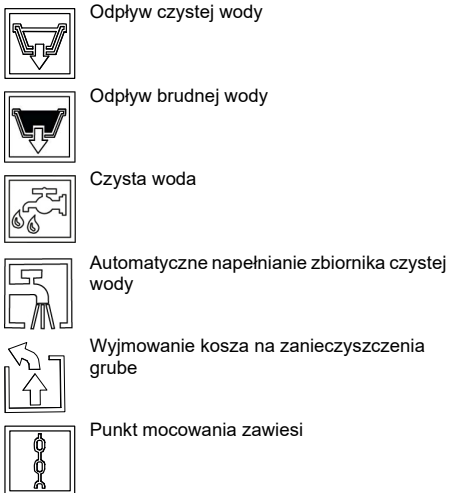 Odpływ czystej wody
Odpływ brudnej wody
Czysta woda
Automatyczne napełnianie zbiornika czystej
wody
Wyjmowanie kosza na zanieczyszczenia
grube
Punkt mocowania zawiesi